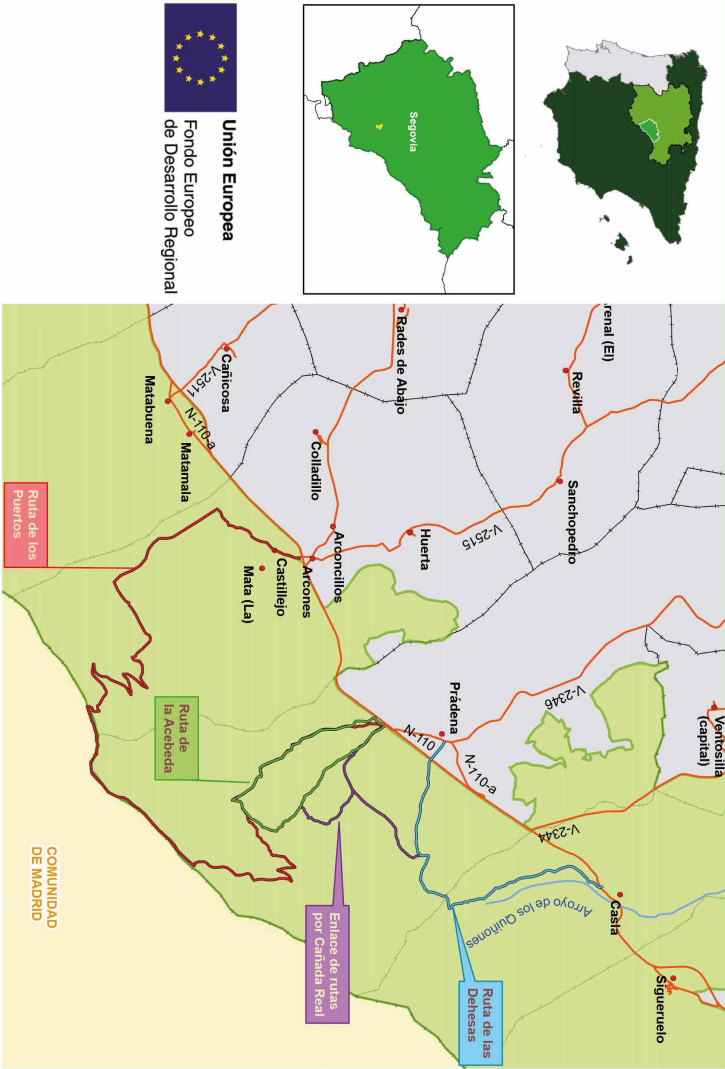 Segovia
Unión Europea
Fondo Europeo
de Desarrollo Regional
renal (El)
Revilla
Sanchopedro
Ventosilla
(capital)
Rades de Abajo
V-2515
V-2346
Huerta
Colladillo
Arconcillos
Cañicosa
V-2511
N-110-a
Matabuena
Matamala
Arcones
Castillejo
Mata (La)
Prádena
N-110
N-110-a
V-2344
Casla
Sigueruelo
Arroyo de los Quiñones
Ruta de los
Puertos
Ruta de
la Acebeda
Enlace de rutas
por Cañada Real
Ruta de las
Dehesas
COMUNIDAD
DE MADRID